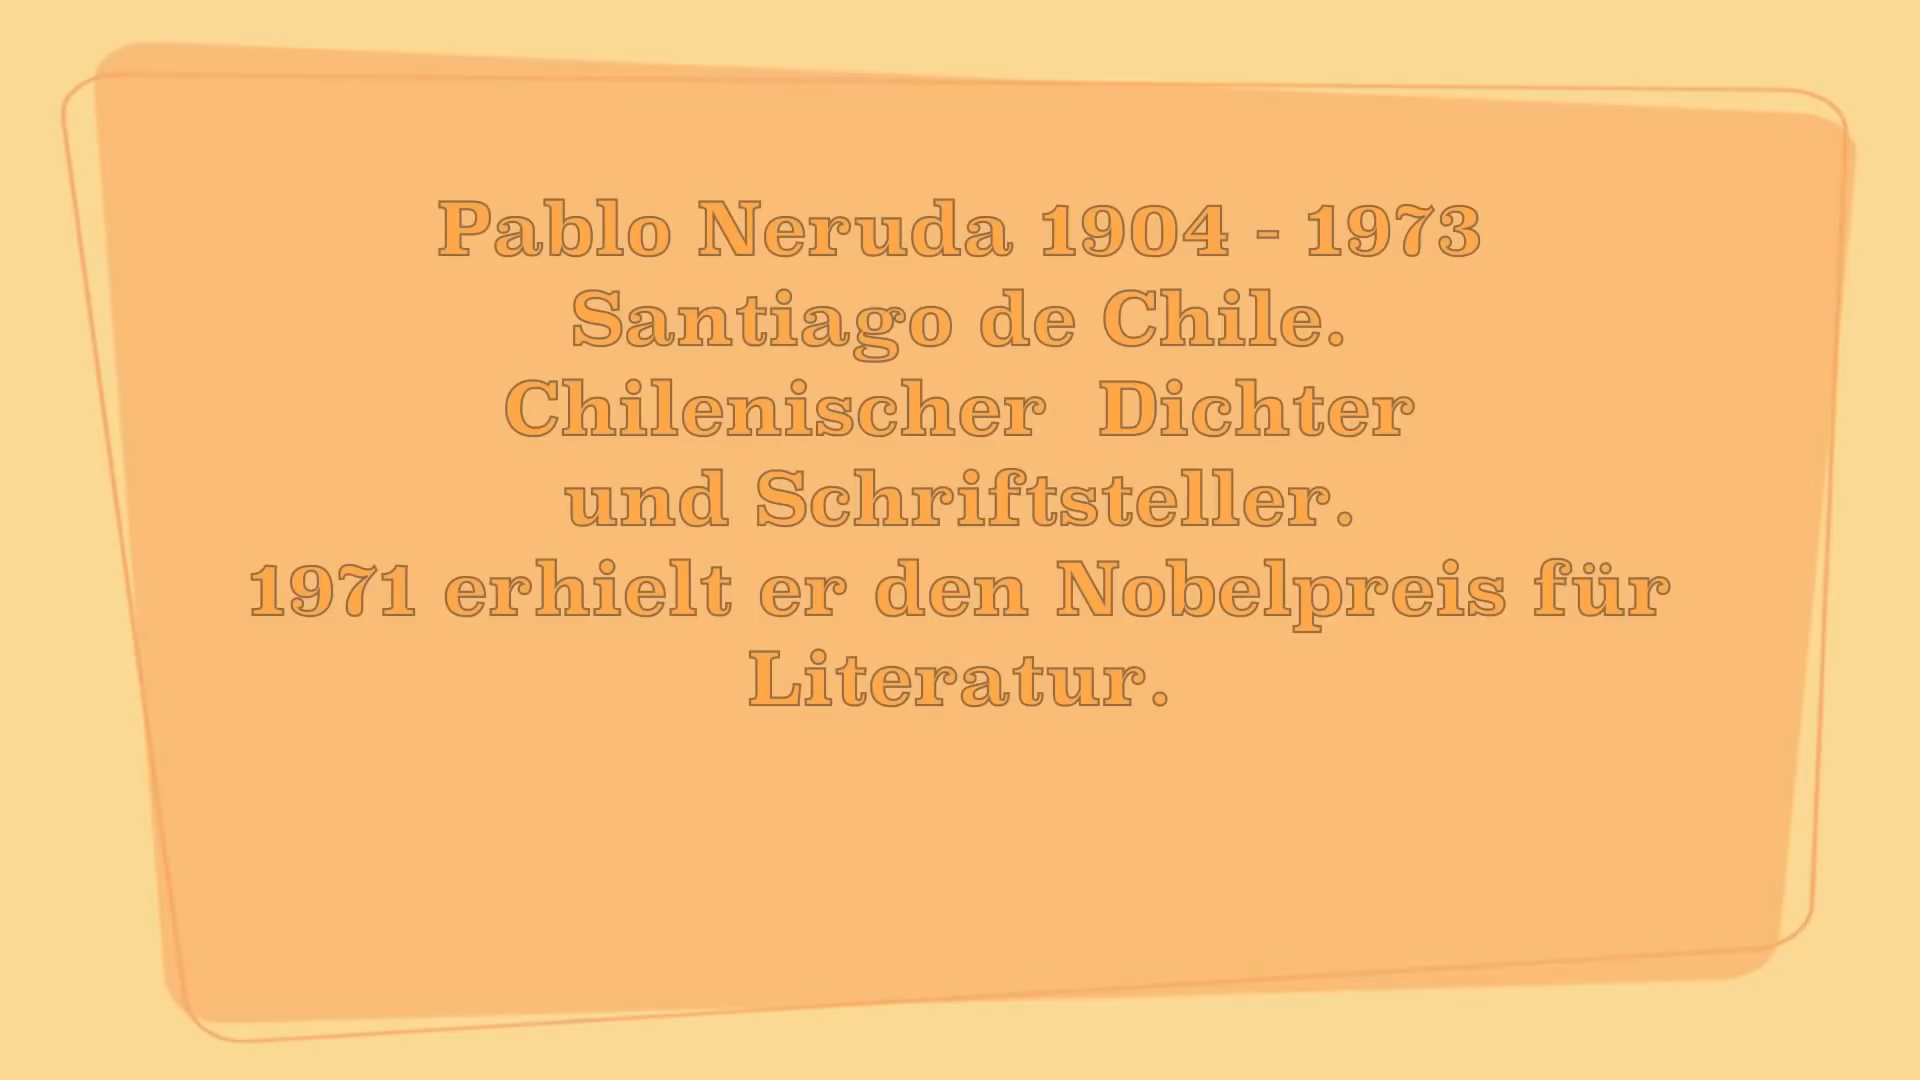 Pablo Neruda 1904 - 1973
Santiago de Chile.
Chilenischer  Dichter
und Schriftsteller.
1971 erhielt er den Nobelpreis für
Literatur.